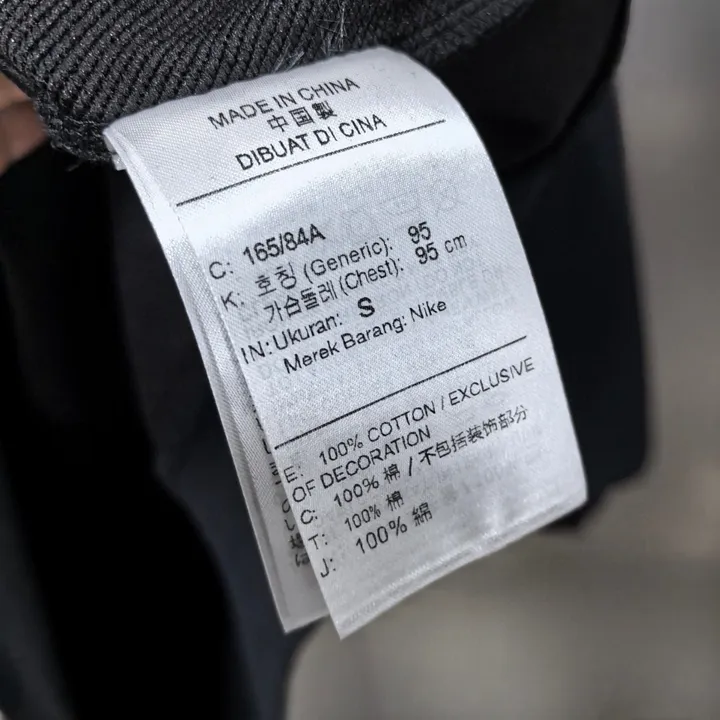 MADE IN CHINA
中国製
DIBUAT DI CINA
C: 165/84A
K: 호칭 (Generic): 95
가슴둘레 (Chest): 95 cm
IN: Ukuran: S
Merek Barang: Nike
E: 100% COTTON / EXCLUSIVE
OF DECORATION
C: 100% 棉 / 不包括装饰部分
T: 100% 棉
J: 100% 綿